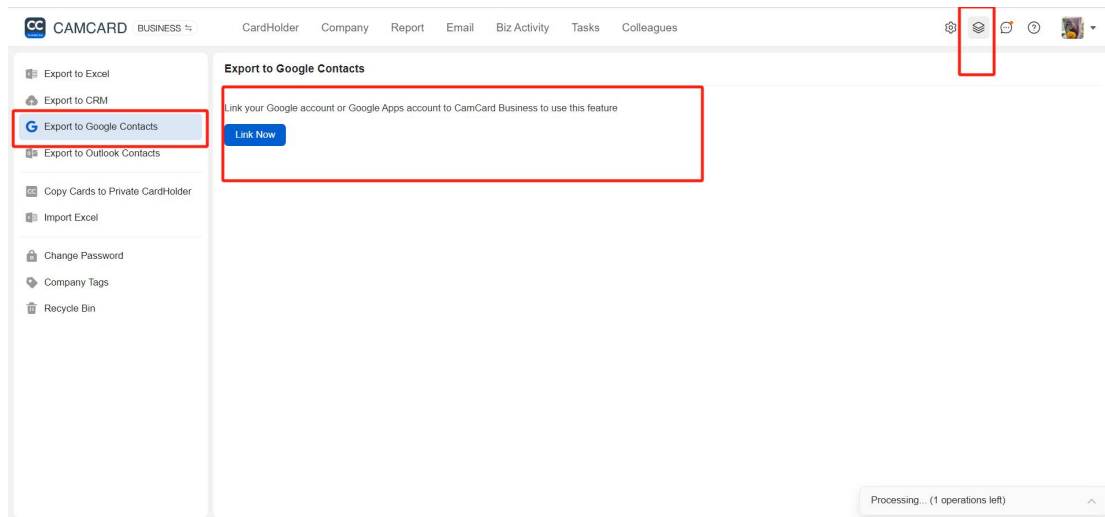 CC CAMCARD BUSINESS
CardHolder Company Report Email Biz Activity Tasks Colleagues
Export to Excel
Export to CRM
Export to Google Contacts
Export to Outlook Contacts
Copy Cards to Private CardHolder
Import Excel
Change Password
Company Tags
Recycle Bin
Export to Google Contacts
Link your Google account or Google Apps account to CamCard Business to use this feature
Link Now
Processing... (1 operations left)